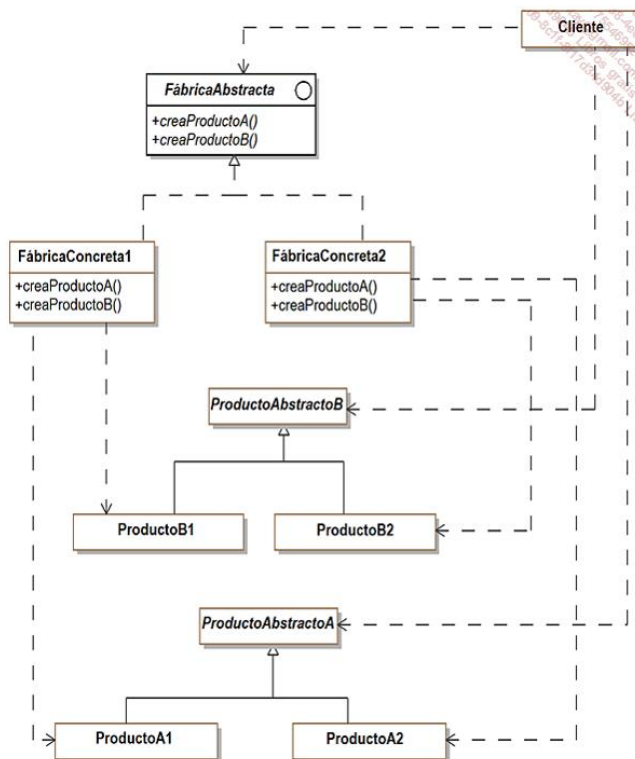 Cliente
FábricaAbstracta
+creaProductoA()
+creaProductoB()
FábricaConcreta1
+creaProductoA()
+creaProductoB()
FábricaConcreta2
+creaProductoA()
+creaProductoB()
ProductoAbstractoB
ProductoB1
ProductoB2
ProductoAbstractoA
ProductoA1
ProductoA2